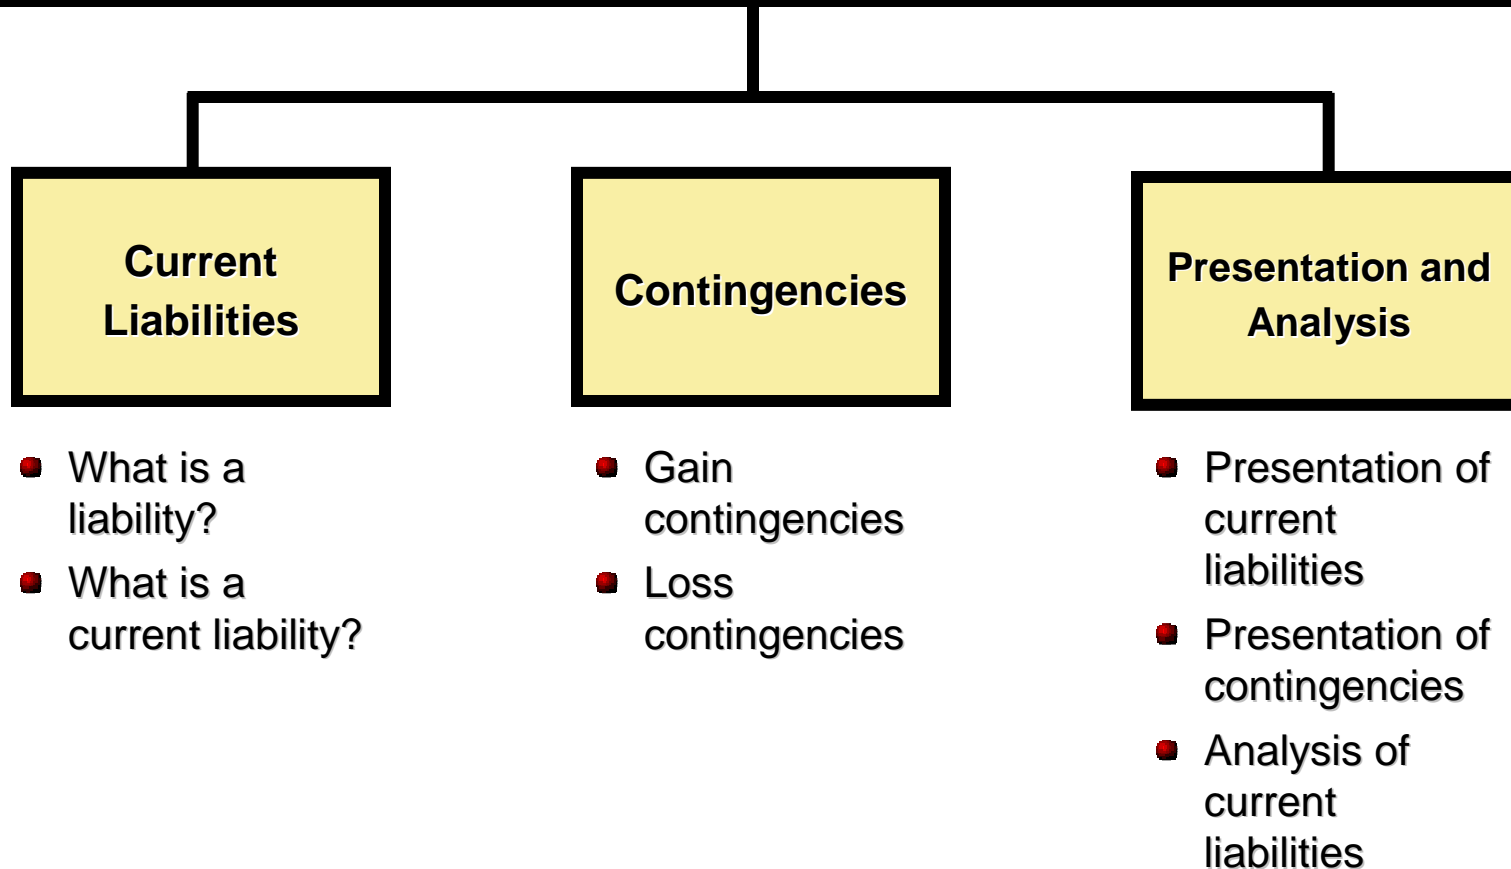 Current
Liabilities
What is a
liability?
What is a
current liability?
Contingencies
Gain
contingencies
Loss
contingencies
Presentation and
Analysis
Presentation of
current
liabilities
Presentation of
contingencies
Analysis of
current
liabilities